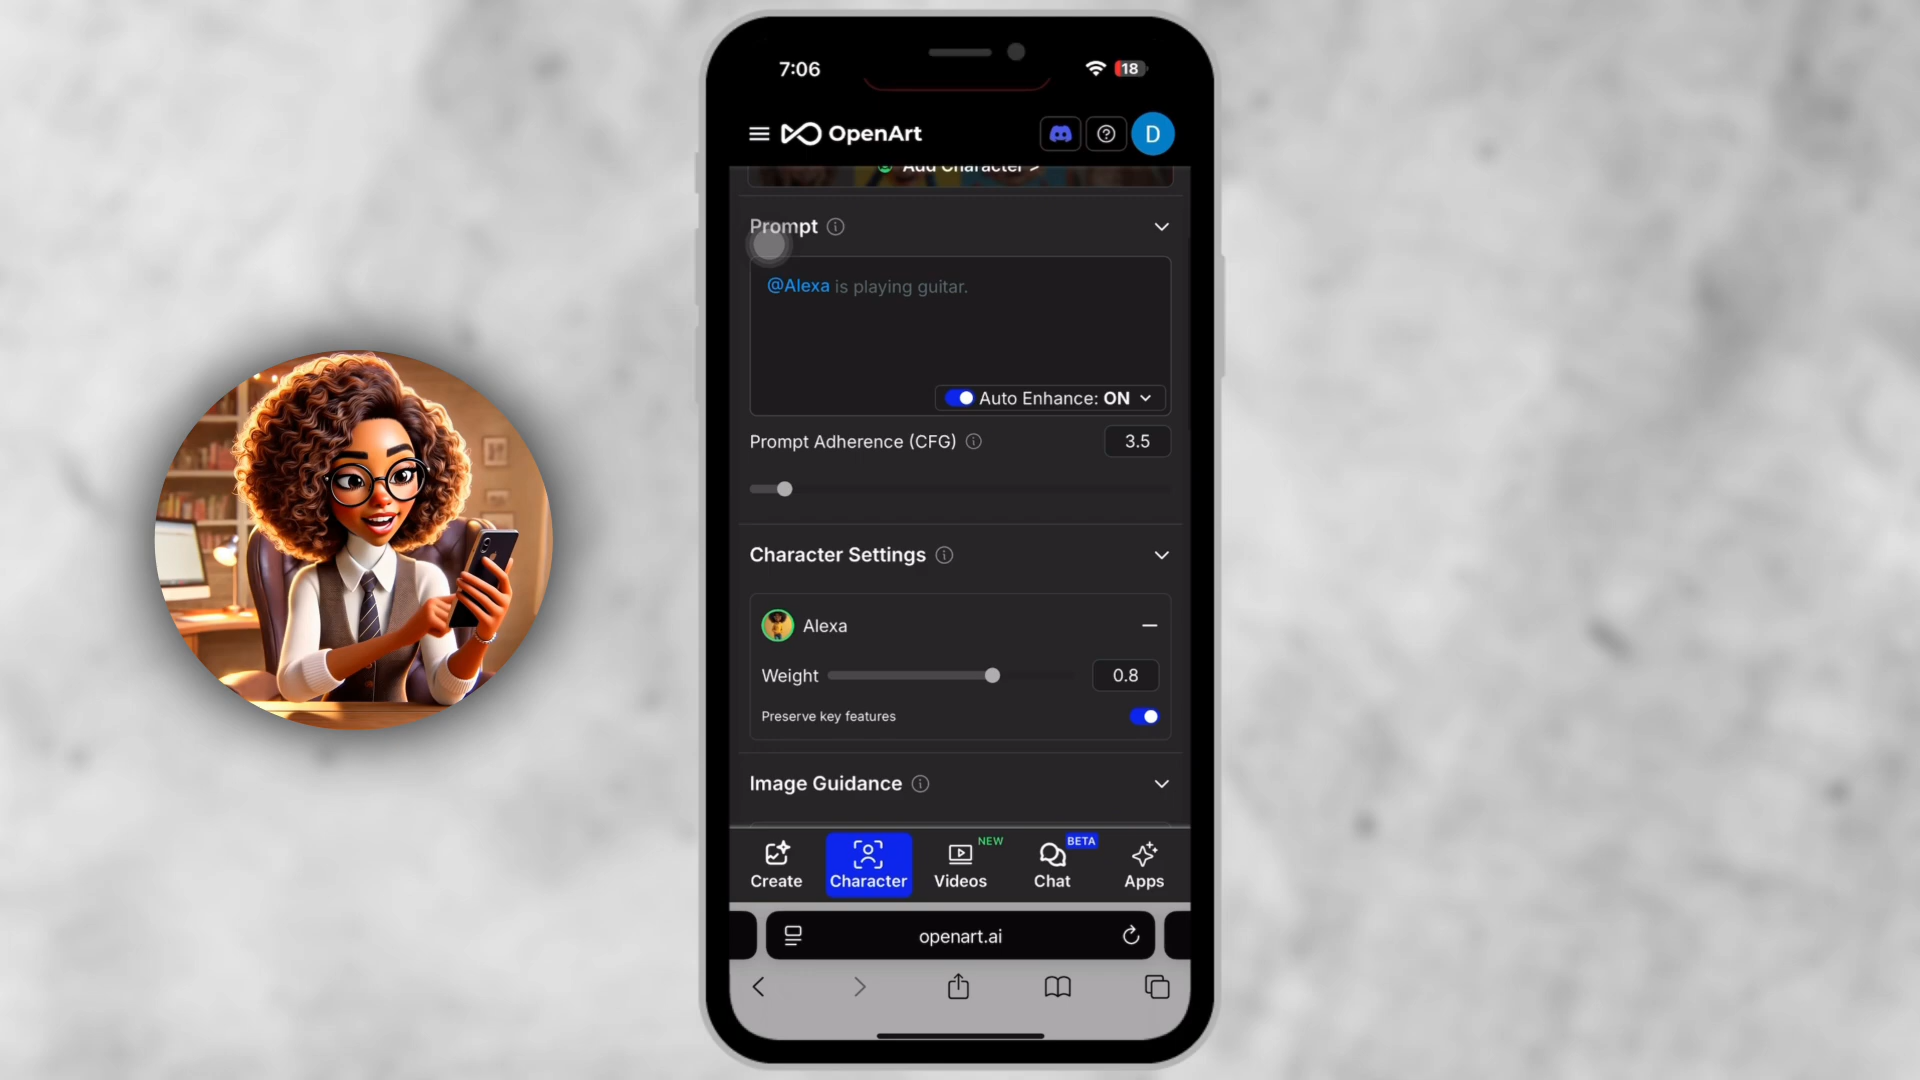 7:06
18
OpenArt
D
Add Character >
Prompt
@Alexa is playing guitar.
Auto Enhance: ON
Prompt Adherence (CFG)
3.5
Character Settings
Alexa
Weight
0.8
Preserve key features
Image Guidance
NEW
BETA
Create
Character
Videos
Chat
Apps
openart.ai